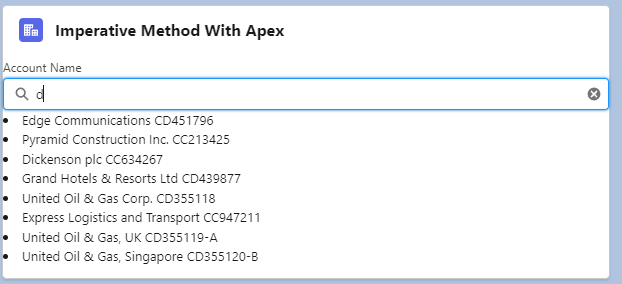 Imperative Method With Apex
Account Name
d
Edge Communications CD451796
Pyramid Construction Inc. CC213425
Dickenson plc CC634267
Grand Hotels & Resorts Ltd CD439877
United Oil & Gas Corp. CD355118
Express Logistics and Transport CC947211
United Oil & Gas, UK CD355119-A
United Oil & Gas, Singapore CD355120-B